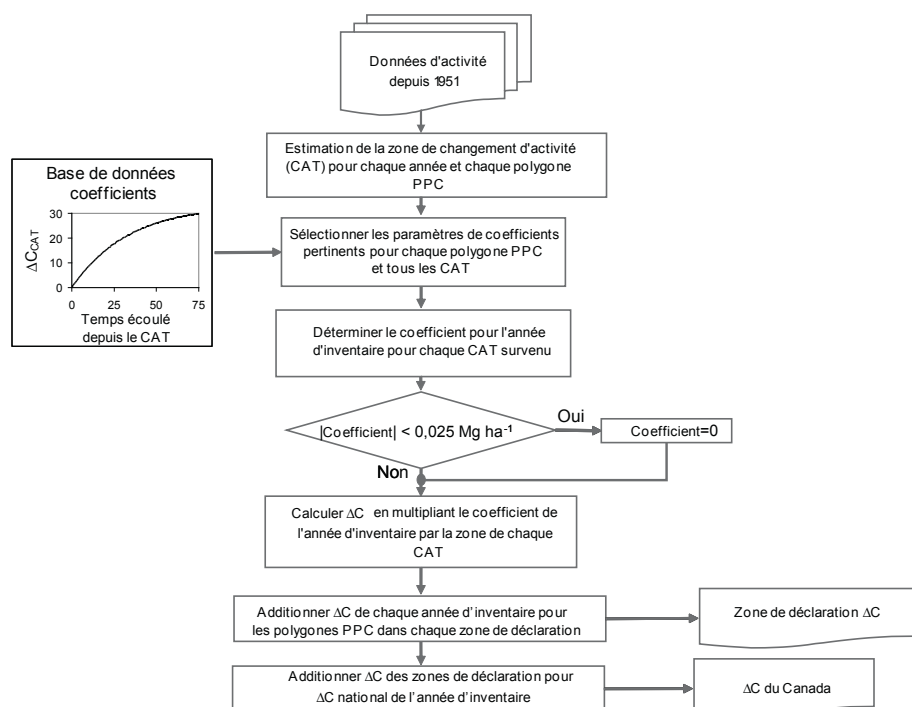 Données d'activité
depuis 1951
Estimation de la zone de changement d'activité
(CAT) pour chaque année et chaque polygone
PPC
Base de données
coefficients
30
20
10
0
ΔC_CAT
0 25 50 75
Temps écoulé
depuis le CAT
Sélectionner les paramètres de coefficients
pertinents pour chaque polygone PPC
et tous les CAT
Déterminer le coefficient pour l'année
d'inventaire pour chaque CAT survenu
|Coefficient| < 0,025 Mg ha⁻¹
Oui
Coefficient=0
Non
Calculer ΔC en multipliant le coefficient de
l'année d'inventaire par la zone de chaque
CAT
Additionner ΔC de chaque année d'inventaire pour
les polygones PPC dans chaque zone de déclaration
Zone de déclaration ΔC
Additionner ΔC des zones de déclaration pour
ΔC national de l'année d'inventaire
ΔC du Canada